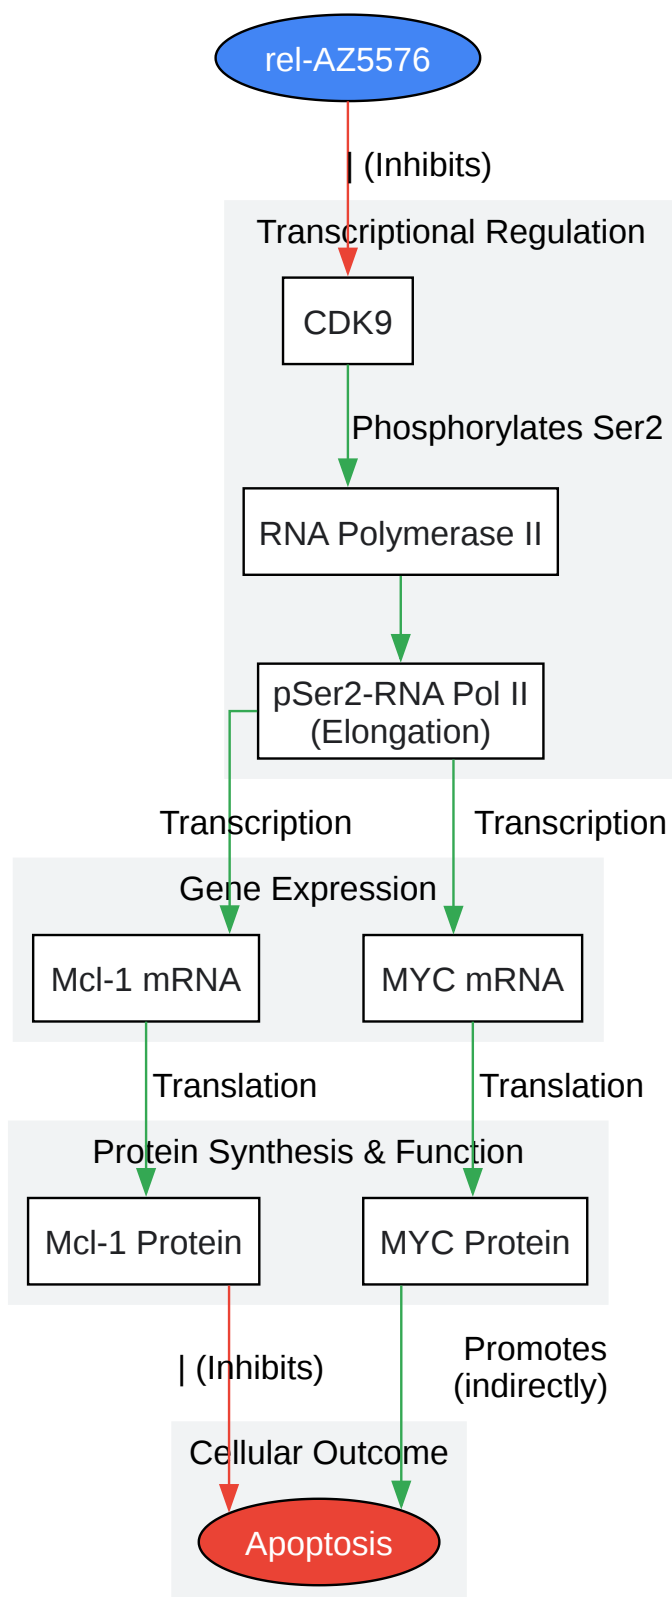 rel-AZ5576
| (Inhibits)
Transcriptional Regulation
CDK9
Phosphorylates Ser2
RNA Polymerase II
pSer2-RNA Pol II
(Elongation)
Transcription
Transcription
Gene Expression
Mcl-1 mRNA
MYC mRNA
Translation
Translation
Protein Synthesis & Function
Mcl-1 Protein
MYC Protein
| (Inhibits)
Promotes
(indirectly)
Cellular Outcome
Apoptosis